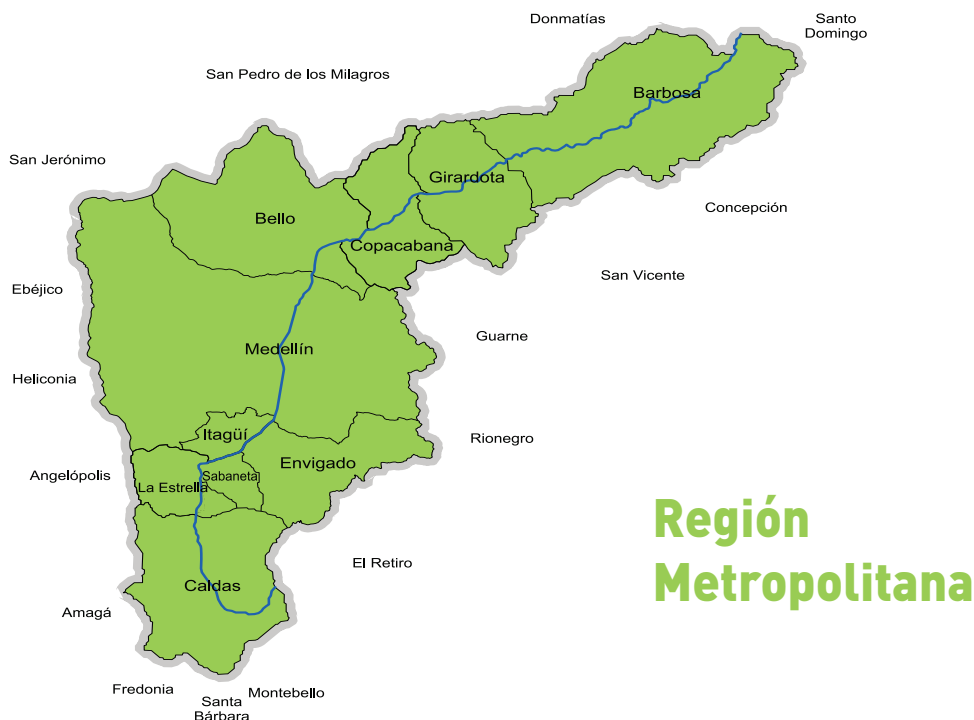 Donmatías
Santo
Domingo
San Pedro de los Milagros
Barbosa
San Jerónimo
Girardota
Concepción
Bello
Copacabana
San Vicente
Ebéjico
Guarne
Medellín
Heliconia
Itagüí
Rionegro
Envigado
Angelópolis
Sabaneta
La Estrella
Región
Metropolitana
El Retiro
Caldas
Amagá
Fredonia
Montebello
Santa
Bárbara